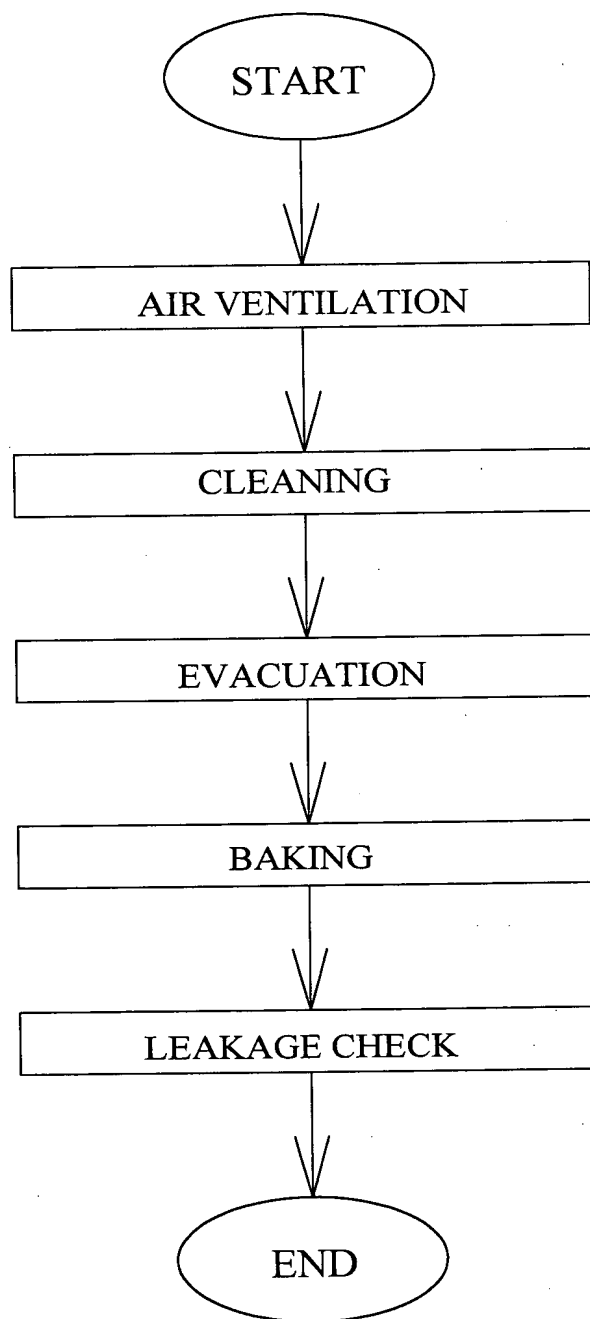 START
AIR VENTILATION
CLEANING
EVACUATION
BAKING
LEAKAGE CHECK
END